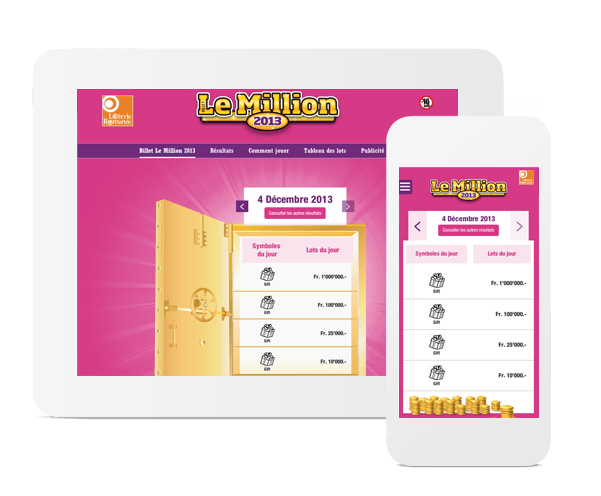 Loterie
Romande
Le Million
2013
Billet Le Million 2013 Résultats Comment jouer Tableau des lots Publicité
4 Décembre 2013
Consulter les autres résultats
Symboles
du jour
Lots du jour
Gift
Fr. 1'000'000.-
Gift
Fr. 100'000.-
Gift
Fr. 25'000.-
Gift
Fr. 10'000.-
Le Million
2013
4 Décembre 2013
Consulter les autres résultats
Symboles du jour
Lots du jour
Gift
Fr. 1'000'000.-
Gift
Fr. 100'000.-
Gift
Fr. 25'000.-
Gift
Fr. 10'000.-